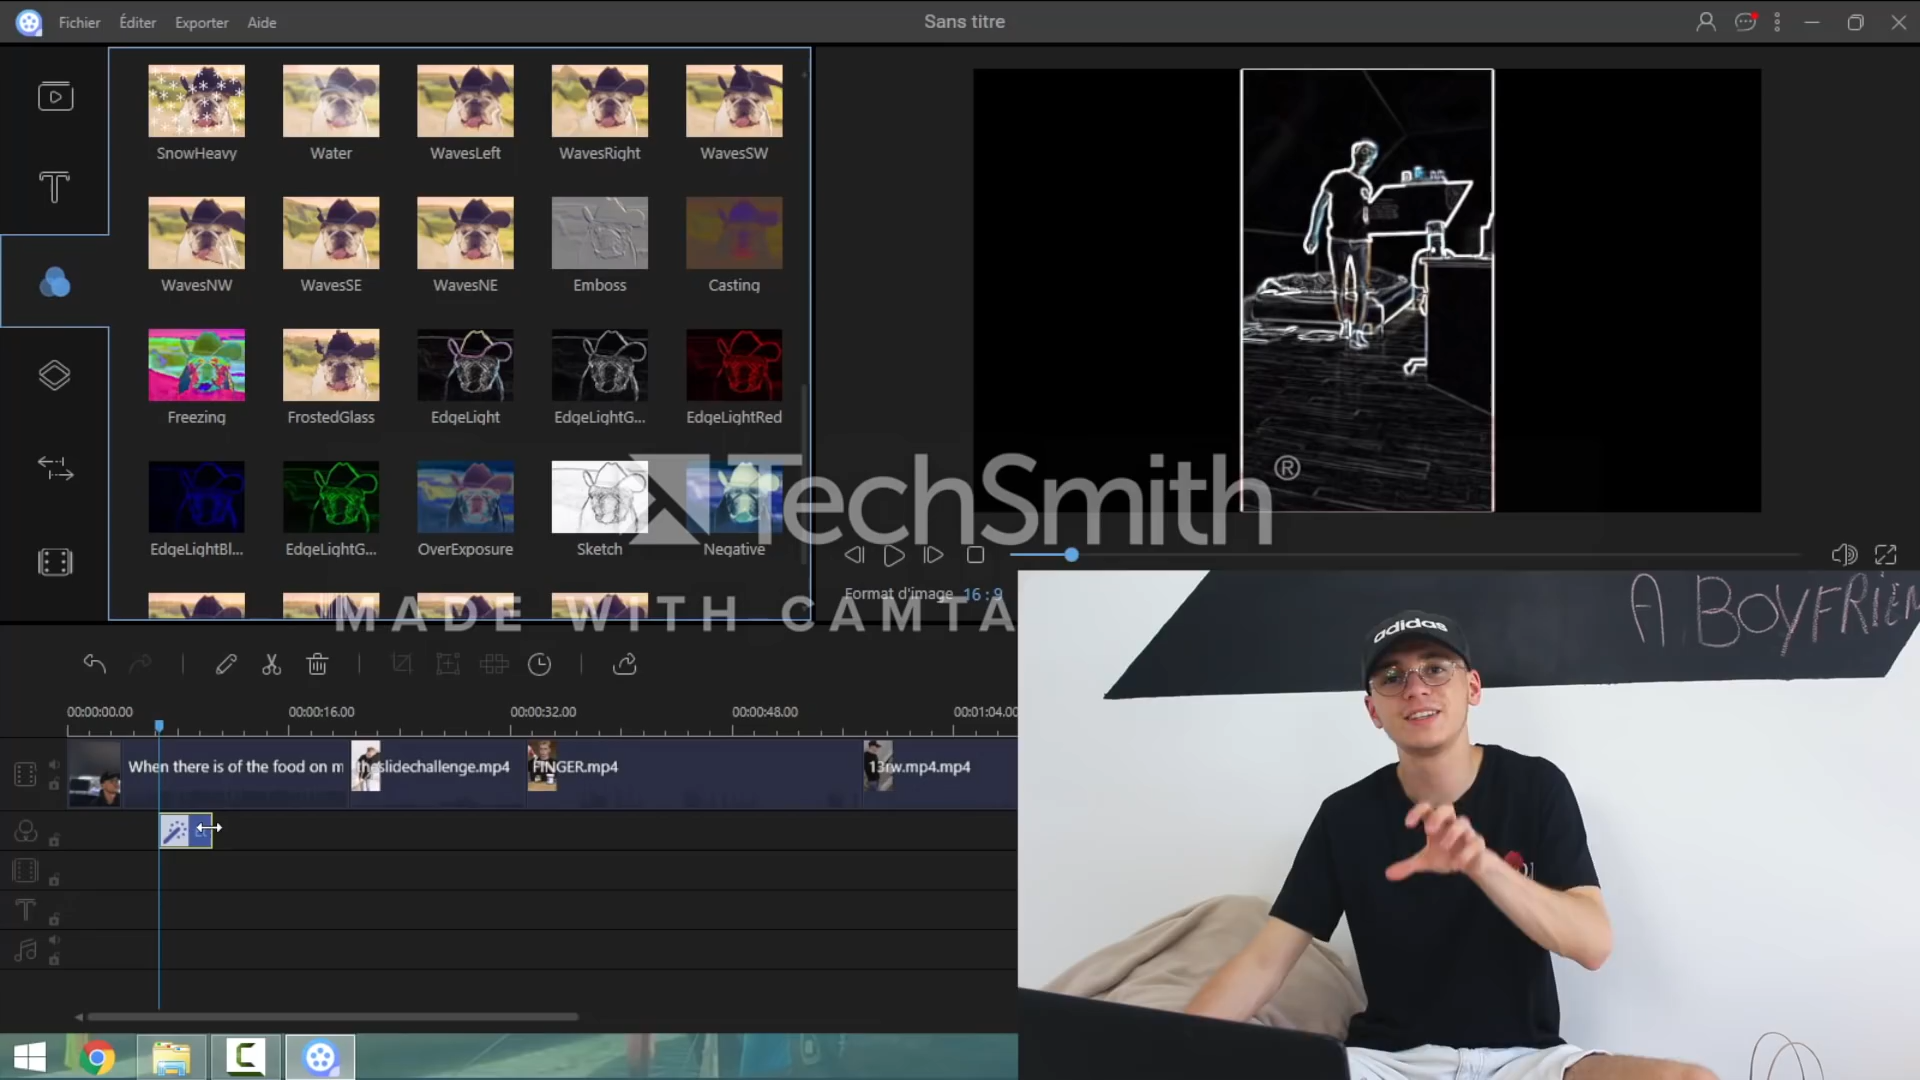 Fichier Éditer Exporter Aide
Sans titre
SnowHeavy Water WavesLeft WavesRight WavesSW
WavesNW WavesSE WavesNE Emboss Casting
Freezing FrostedGlass EdgeLight EdgeLightG... EdgeLightRed
EdgeLightBl... EdgeLightG... OverExposure Sketch Negative
TechSmith®
MADE WITH CAMTA
Format d'image 16 : 9
A BOYFRIEN
adidas
00:00:00.00 00:00:16.00 00:00:32.00 00:00:48.00 00:01:04.00
When there is of the food on m
theslidechallenge.mp4
FINGER.mp4
13rw.mp4.mp4